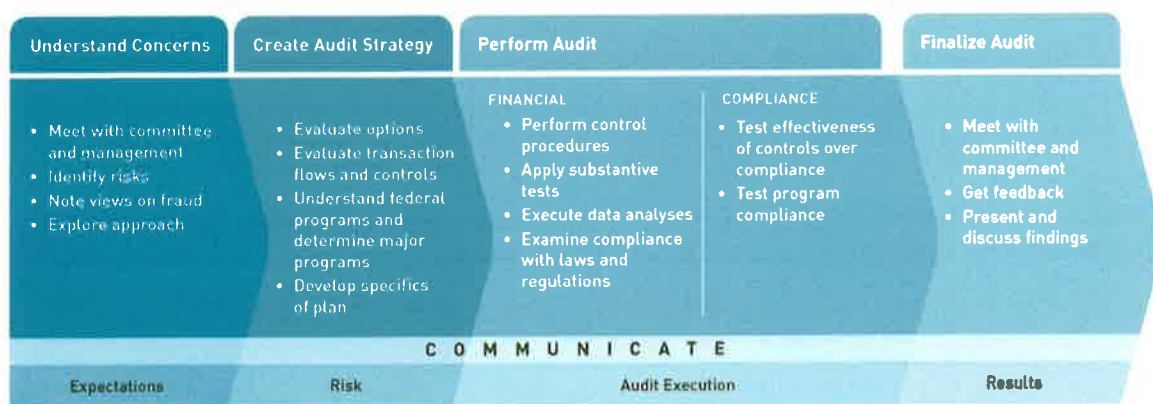 Understand Concerns
• Meet with committee
and management
• Identify risks
• Note views on fraud
• Explore approach
Create Audit Strategy
• Evaluate options
• Evaluate transaction
flows and controls
• Understand federal
programs and
determine major
programs
• Develop specifics
of plan
Perform Audit
FINANCIAL
• Perform control
procedures
• Apply substantive
tests
• Execute data analyses
• Examine compliance
with laws and
regulations
COMPLIANCE
• Test effectiveness
of controls over
compliance
• Test program
compliance
Finalize Audit
• Meet with
committee and
management
• Get feedback
• Present and
discuss findings
COMMUNICATE
Expectations
Risk
Audit Execution
Results